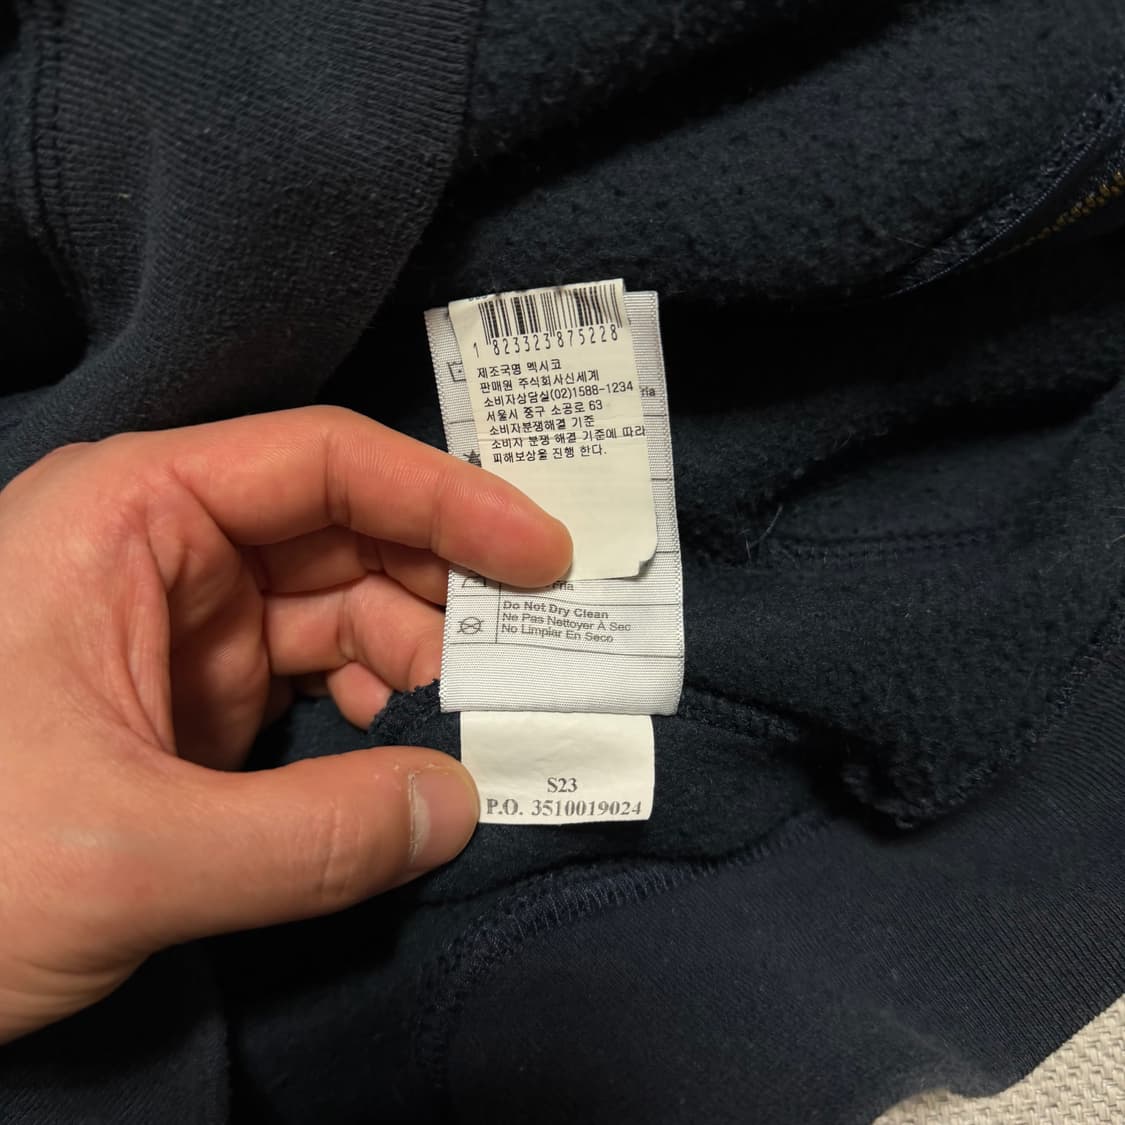 1 823323 875228
제조국명 멕시코
판매원 주식회사신세계
소비자상담실(02)1588-1234
서울시 중구 소공로 63
소비자분쟁해결 기준
소비자 분쟁 해결 기준에 따라
피해보상을 진행 한다.
ria
Fria
Do Not Dry Clean
Ne Pas Nettoyer À Sec
No Limpiar En Seco
S23
P.O. 3510019024